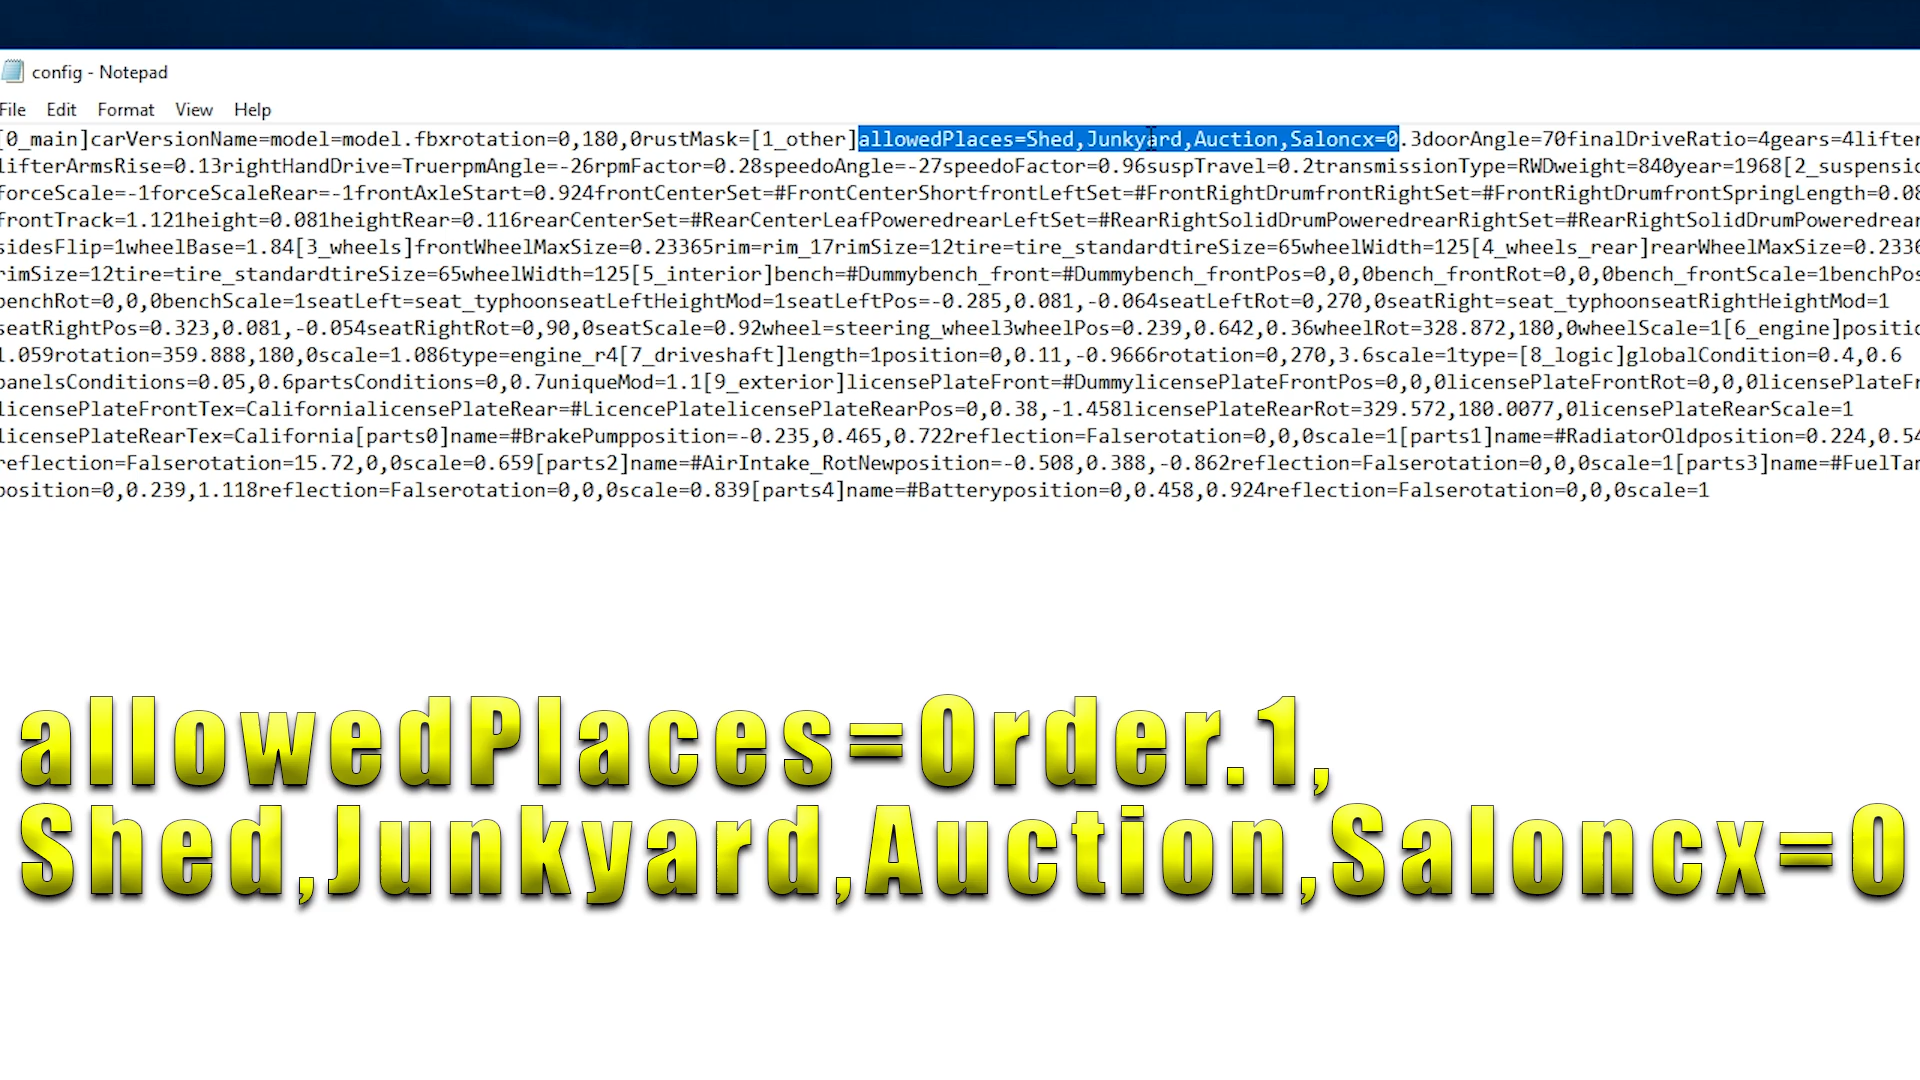 config - Notepad
File Edit Format View Help
[0_main]carVersionName=model=model.fbxrotation=0,180,0rustMask=[1_other]allowedPlaces=Shed,Junkyard,Auction,Saloncx=0.3doorAngle=70finalDriveRatio=4gears=4lifter
lifterArmsRise=0.13rightHandDrive=TruerpmAngle=-26rpmFactor=0.28speedoAngle=-27speedoFactor=0.96suspTravel=0.2transmissionType=RWDweight=840year=1968[2_suspensio
forceScale=-1forceScaleRear=-1frontAxleStart=0.924frontCenterSet=#FrontCenterShortfrontLeftSet=#FrontRightDrumfrontRightSet=#FrontRightDrumfrontSpringLength=0.08
frontTrack=1.121height=0.081heightRear=0.116rearCenterSet=#RearCenterLeafPoweredrearLeftSet=#RearRightSolidDrumPoweredrearRightSet=#RearRightSolidDrumPoweredrear
sidesFlip=1wheelBase=1.84[3_wheels]frontWheelMaxSize=0.23365rim=rim_17rimSize=12tire=tire_standardtireSize=65wheelWidth=125[4_wheels_rear]rearWheelMaxSize=0.2336
rimSize=12tire=tire_standardtireSize=65wheelWidth=125[5_interior]bench=#Dummybench_front=#Dummybench_frontPos=0,0,0bench_frontRot=0,0,0bench_frontScale=1benchPos
benchRot=0,0,0benchScale=1seatLeft=seat_typhoonseatLeftHeightMod=1seatLeftPos=-0.285,0.081,-0.064seatLeftRot=0,270,0seatRight=seat_typhoonseatRightHeightMod=1
seatRightPos=0.323,0.081,-0.054seatRightRot=0,90,0seatScale=0.92wheel=steering_wheel3wheelPos=0.239,0.642,0.36wheelRot=328.872,180,0wheelScale=1[6_engine]positio
1.059rotation=359.888,180,0scale=1.086type=engine_r4[7_driveshaft]length=1position=0,0.11,-0.9666rotation=0,270,3.6scale=1type=[8_logic]globalCondition=0.4,0.6
panelsConditions=0.05,0.6partsConditions=0,0.7uniqueMod=1.1[9_exterior]licensePlateFront=#DummylicensePlateFrontPos=0,0,0licensePlateFrontRot=0,0,0licensePlateFr
licensePlateFrontTex=CalifornialicensePlateRear=#LicencePlatelicensePlateRearPos=0,0.38,-1.458licensePlateRearRot=329.572,180.0077,0licensePlateRearScale=1
licensePlateRearTex=California[parts0]name=#BrakePumpposition=-0.235,0.465,0.722reflection=Falserotation=0,0,0scale=1[parts1]name=#RadiatorOldposition=0.224,0.54
reflection=Falserotation=15.72,0,0scale=0.659[parts2]name=#AirIntake_RotNewposition=-0.508,0.388,-0.862reflection=Falserotation=0,0,0scale=1[parts3]name=#FuelTan
position=0,0.239,1.118reflection=Falserotation=0,0,0scale=0.839[parts4]name=#Batteryposition=0,0.458,0.924reflection=Falserotation=0,0,0scale=1
allowedPlaces=Order.1,
Shed,Junkyard,Auction,Saloncx=0